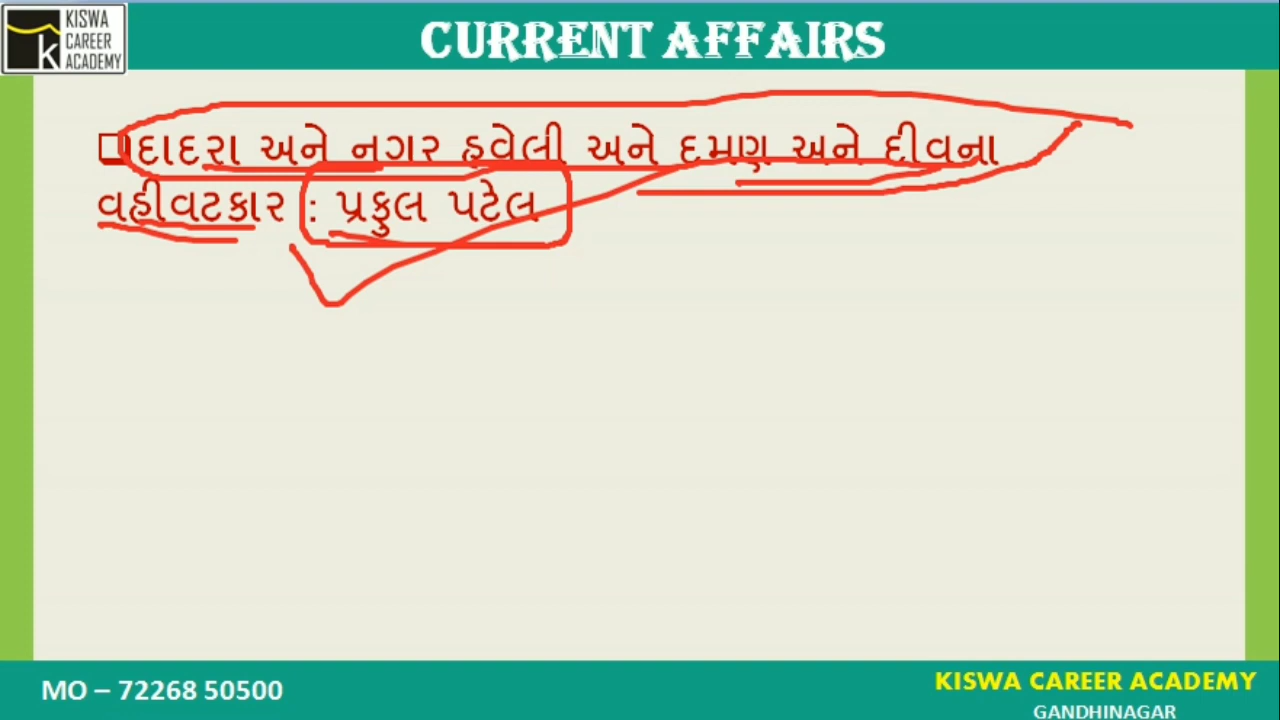 KISWA
CAREER
ACADEMY
CURRENT AFFAIRS
દાદરા અને નગર હવેલી અને દમણ અને દીવના
વહીવટકાર : પ્રફુલ પટેલ
MO – 72268 50500
KISWA CAREER ACADEMY
GANDHINAGAR